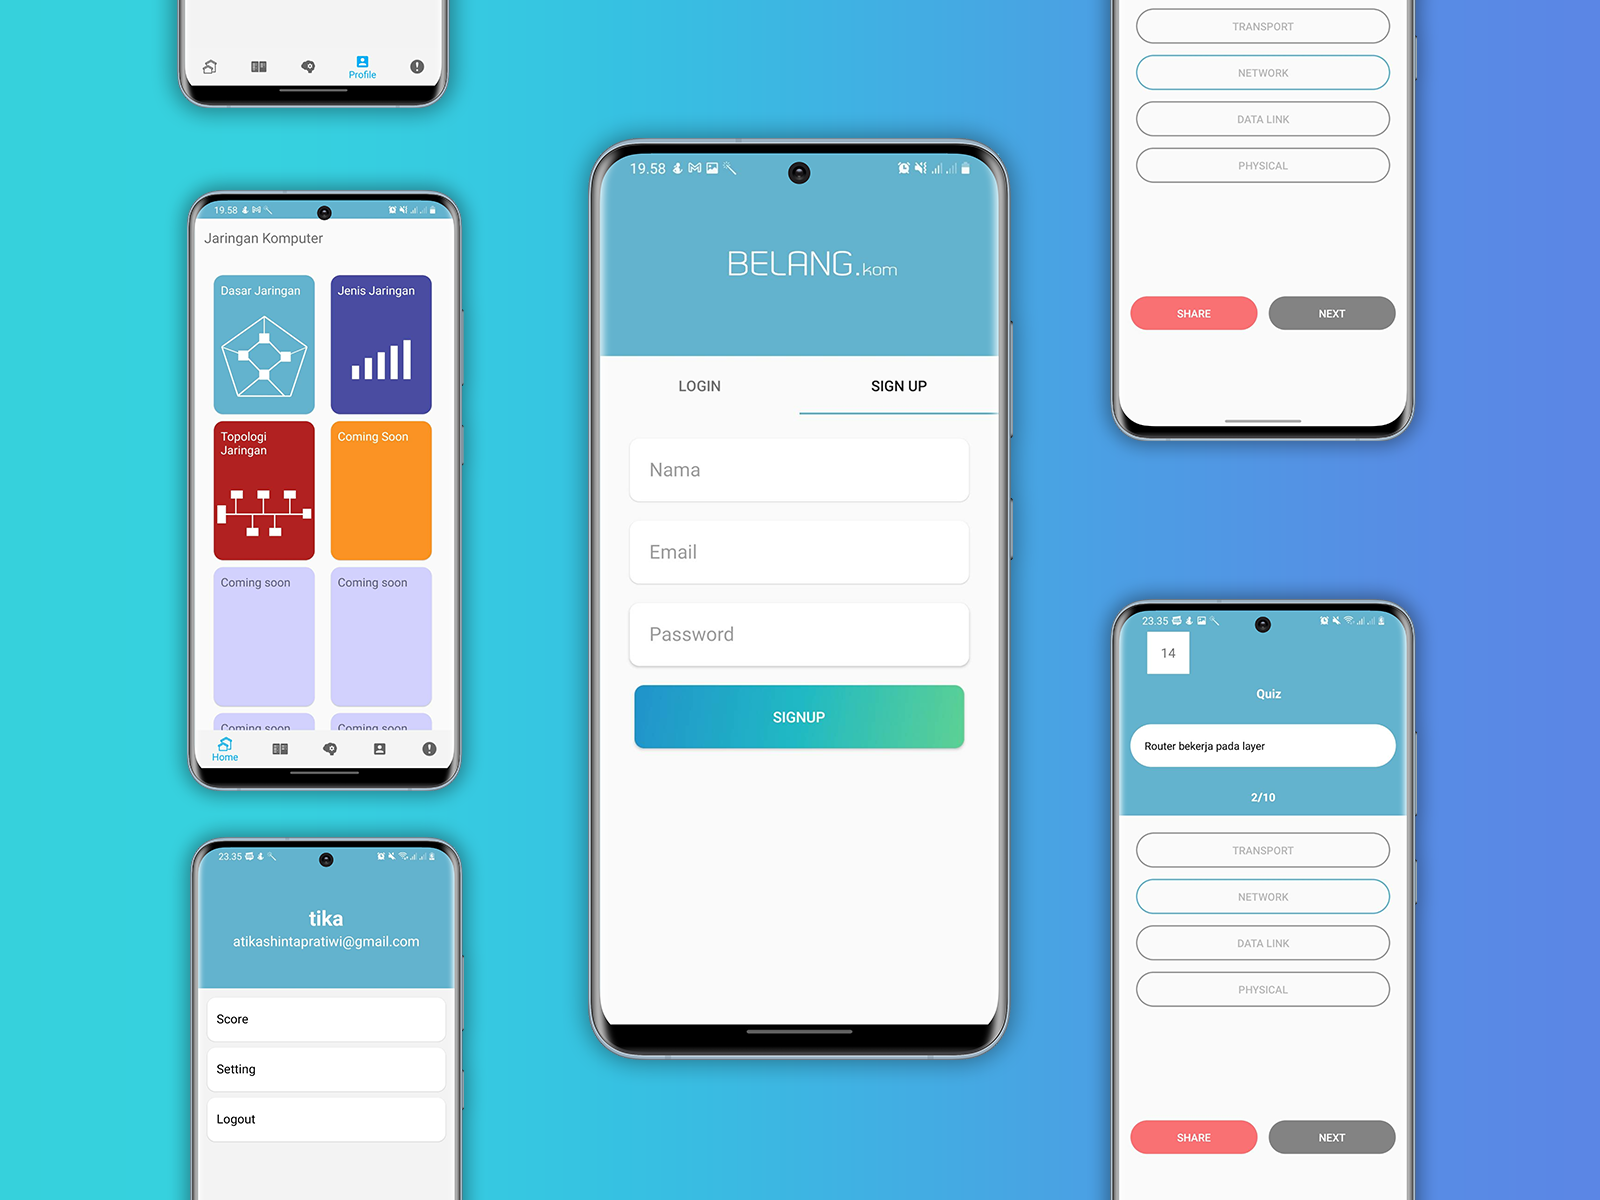 Profile
19.58
Jaringan Komputer
Dasar Jaringan
Jenis Jaringan
Topologi
Jaringan
Coming Soon
Coming soon
Coming soon
Coming soon
Coming soon
Home
23.35
tika
atikashintapratiwi@gmail.com
Score
Setting
Logout
19.58
BELANG.kom
LOGIN
SIGN UP
Nama
Email
Password
SIGNUP
TRANSPORT
NETWORK
DATA LINK
PHYSICAL
SHARE
NEXT
23.35
14
Quiz
Router bekerja pada layer
2/10
TRANSPORT
NETWORK
DATA LINK
PHYSICAL
SHARE
NEXT